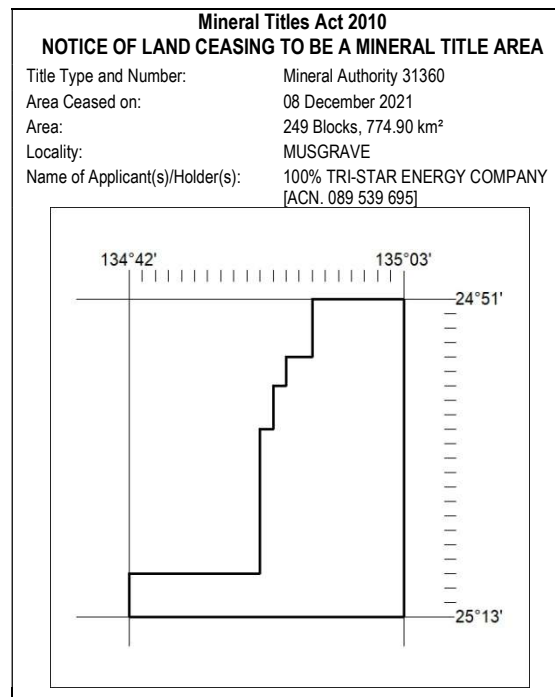 Mineral Titles Act 2010
NOTICE OF LAND CEASING TO BE A MINERAL TITLE AREA
Title Type and Number: Mineral Authority 31360
Area Ceased on: 08 December 2021
Area: 249 Blocks, 774.90 km²
Locality: MUSGRAVE
Name of Applicant(s)/Holder(s): 100% TRI-STAR ENERGY COMPANY
[ACN. 089 539 695]
134°42' 135°03'
24°51'
25°13'